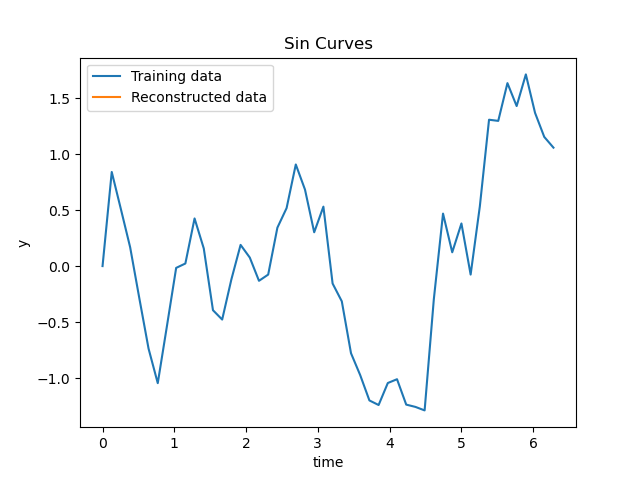 Sin Curves
Training data
Reconstructed data
1.5
1.0
0.5
0.0
−0.5
−1.0
y
0 1 2 3 4 5 6
time